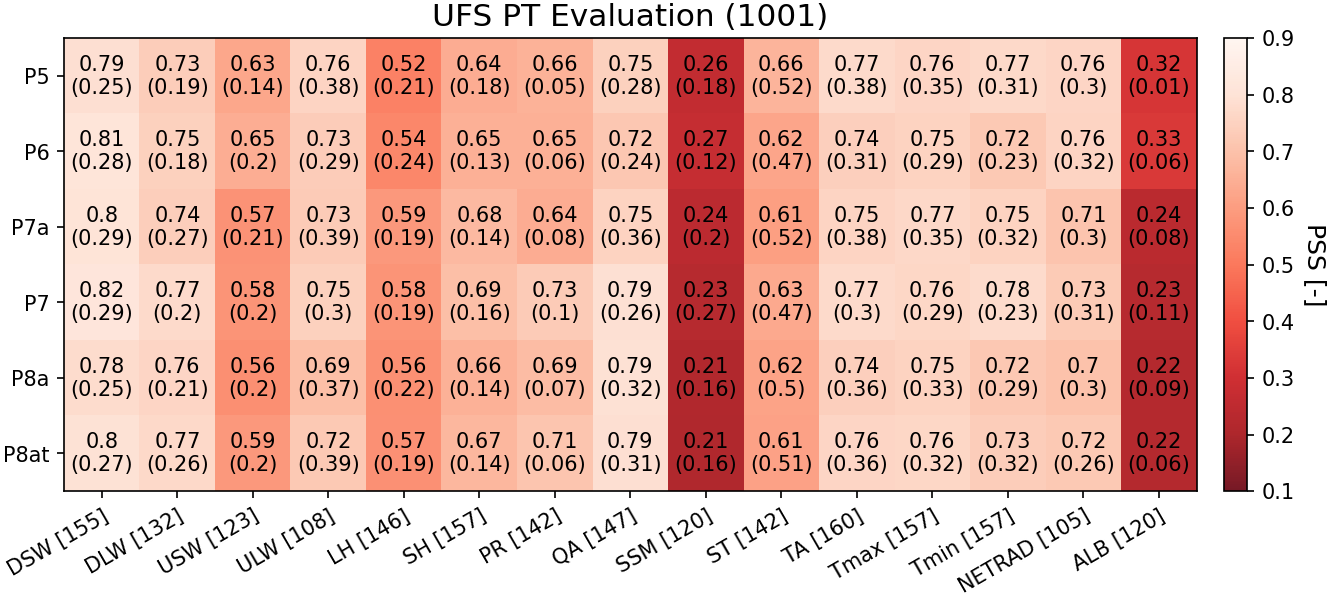 UFS PT Evaluation (1001)
P5
0.79 0.73 0.63 0.76 0.52 0.64 0.66 0.75 0.26 0.66 0.77 0.76 0.77 0.76 0.32
(0.25) (0.19) (0.14) (0.38) (0.21) (0.18) (0.05) (0.28) (0.18) (0.52) (0.38) (0.35) (0.31) (0.3) (0.01)
P6
0.81 0.75 0.65 0.73 0.54 0.65 0.65 0.72 0.27 0.62 0.74 0.75 0.72 0.76 0.33
(0.28) (0.18) (0.2) (0.29) (0.24) (0.13) (0.06) (0.24) (0.12) (0.47) (0.31) (0.29) (0.23) (0.32) (0.06)
P7a
0.8 0.74 0.57 0.73 0.59 0.68 0.64 0.75 0.24 0.61 0.75 0.77 0.75 0.71 0.24
(0.29) (0.27) (0.21) (0.39) (0.19) (0.14) (0.08) (0.36) (0.2) (0.52) (0.38) (0.35) (0.32) (0.3) (0.08)
P7
0.82 0.77 0.58 0.75 0.58 0.69 0.73 0.79 0.23 0.63 0.77 0.76 0.78 0.73 0.23
(0.29) (0.2) (0.2) (0.3) (0.19) (0.16) (0.1) (0.26) (0.27) (0.47) (0.3) (0.29) (0.23) (0.31) (0.11)
P8a
0.78 0.76 0.56 0.69 0.56 0.66 0.69 0.79 0.21 0.62 0.74 0.75 0.72 0.7 0.22
(0.25) (0.21) (0.2) (0.37) (0.22) (0.14) (0.07) (0.32) (0.16) (0.5) (0.36) (0.33) (0.29) (0.3) (0.09)
P8at
0.8 0.77 0.59 0.72 0.57 0.67 0.71 0.79 0.21 0.61 0.76 0.76 0.73 0.72 0.22
(0.27) (0.26) (0.2) (0.39) (0.19) (0.14) (0.06) (0.31) (0.16) (0.51) (0.36) (0.32) (0.32) (0.26) (0.06)
DSW [155]
DLW [132]
USW [123]
ULW [108]
LH [146]
SH [157]
PR [142]
QA [147]
SSM [120]
ST [142]
TA [160]
Tmax [157]
Tmin [157]
NETRAD [105]
ALB [120]
0.9
0.8
0.7
0.6
0.5
0.4
0.3
0.2
0.1
PSS [-]